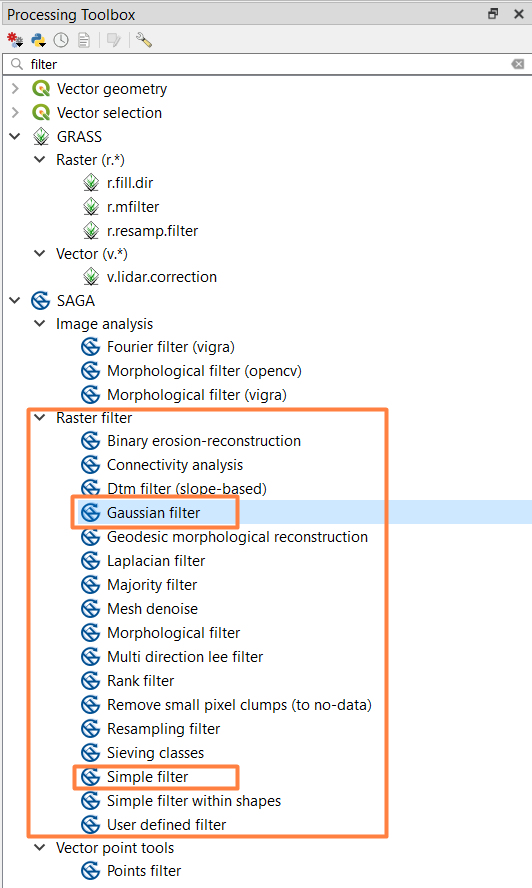 Processing Toolbox
filter
Vector geometry
Vector selection
GRASS
Raster (r.*)
r.fill.dir
r.mfilter
r.resamp.filter
Vector (v.*)
v.lidar.correction
SAGA
Image analysis
Fourier filter (vigra)
Morphological filter (opencv)
Morphological filter (vigra)
Raster filter
Binary erosion-reconstruction
Connectivity analysis
Dtm filter (slope-based)
Gaussian filter
Geodesic morphological reconstruction
Laplacian filter
Majority filter
Mesh denoise
Morphological filter
Multi direction lee filter
Rank filter
Remove small pixel clumps (to no-data)
Resampling filter
Sieving classes
Simple filter
Simple filter within shapes
User defined filter
Vector point tools
Points filter